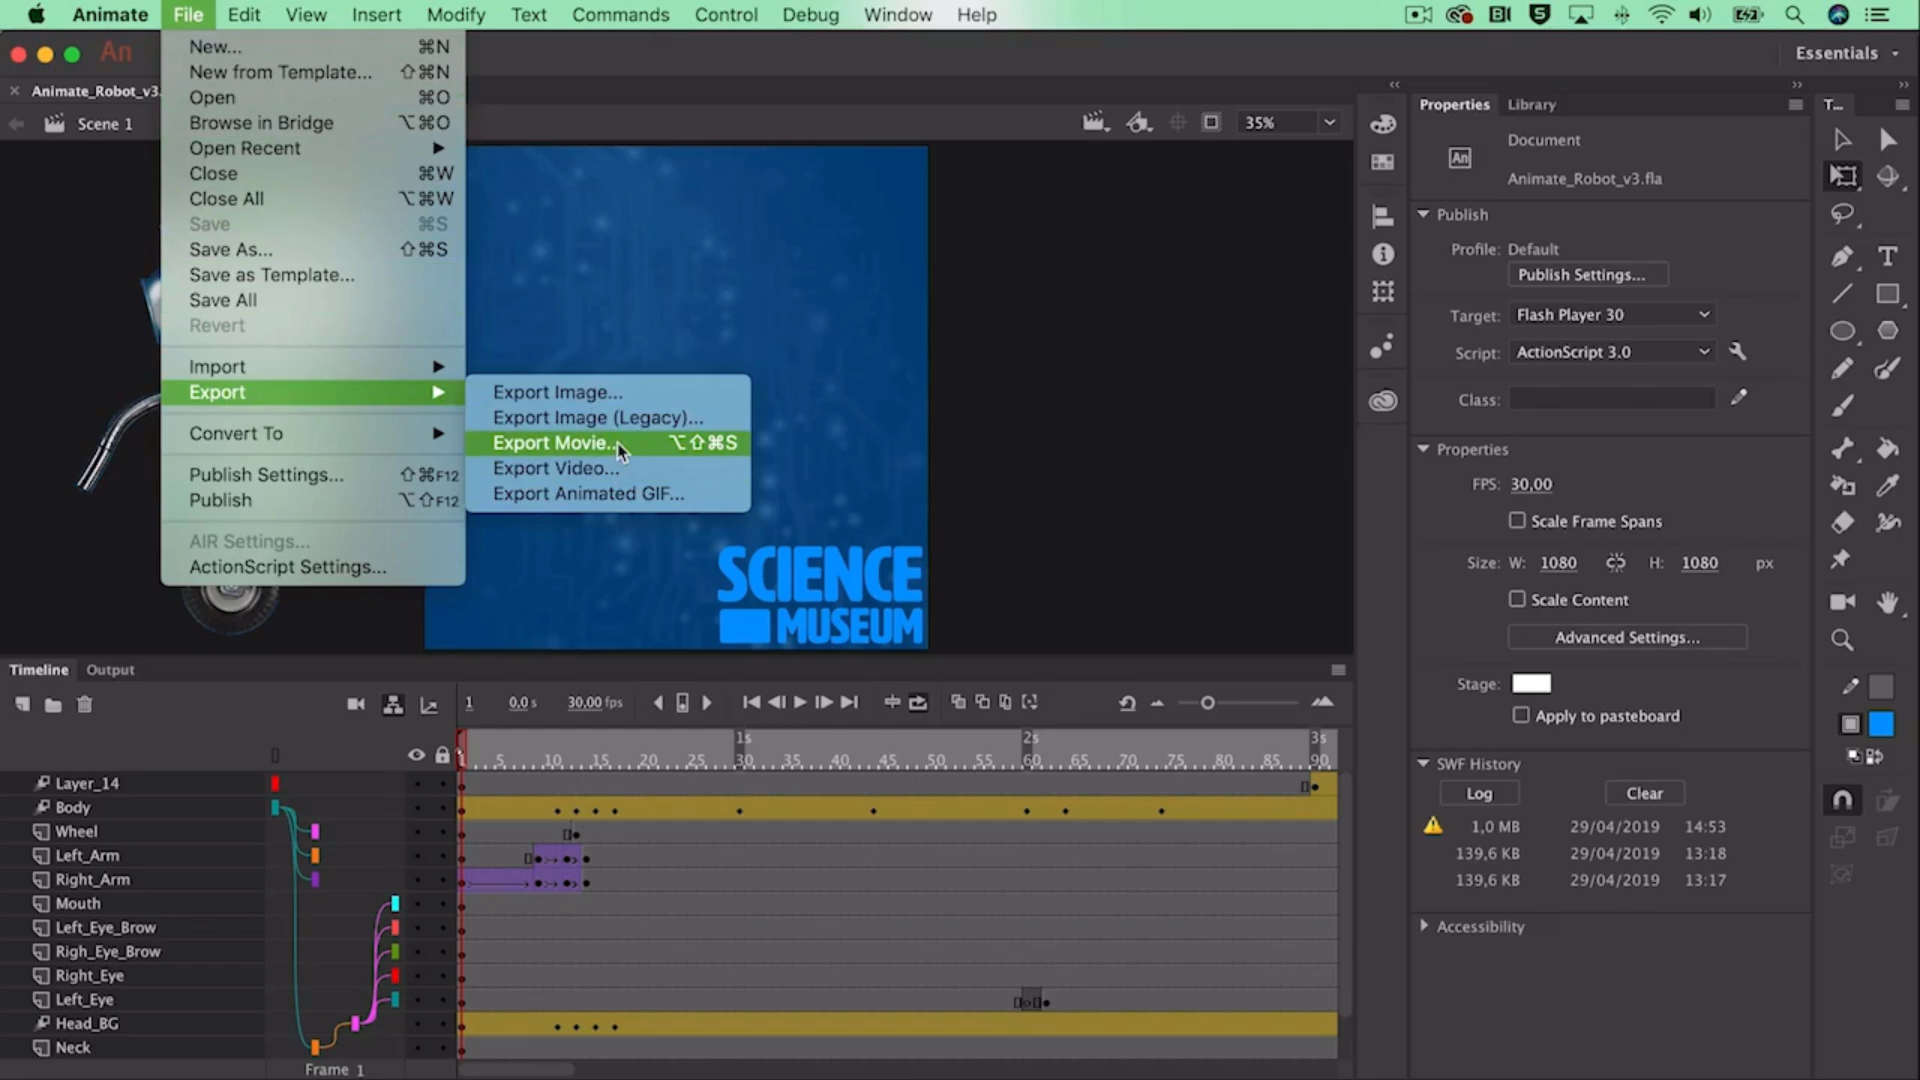 Animate File Edit View Insert Modify Text Commands Control Debug Window Help
An
Essentials
New... ⌘N
New from Template... ⇧⌘N
Open ⌘O
Browse in Bridge ⌥⌘O
Open Recent
Close ⌘W
Close All ⌥⌘W
Save ⌘S
Save As... ⇧⌘S
Save as Template...
Save All
Revert
Import
Export
Convert To
Publish Settings... ⇧⌘F12
Publish ⌥⇧F12
AIR Settings...
ActionScript Settings...
Export Image...
Export Image (Legacy)...
Export Movie... ⌥⇧⌘S
Export Video...
Export Animated GIF...
Animate_Robot_v3.
Scene 1
35%
SCIENCE
MUSEUM
Properties Library
T...
An
Document
Animate_Robot_v3.fla
Publish
Profile: Default
Publish Settings...
Target: Flash Player 30
Script: ActionScript 3.0
Class:
Properties
FPS: 30,00
Scale Frame Spans
Size: W: 1080 H: 1080 px
Scale Content
Advanced Settings...
Stage:
Apply to pasteboard
SWF History
Log Clear
1,0 MB 29/04/2019 14:53
139,6 KB 29/04/2019 13:18
139,6 KB 29/04/2019 13:17
Accessibility
Timeline Output
1 0.0 s 30.00 fps
1s 2s 3s
1 5 10 15 20 25 30 35 40 45 50 55 60 65 70 75 80 85 90
Layer_14
Body
Wheel
Left_Arm
Right_Arm
Mouth
Left_Eye_Brow
Righ_Eye_Brow
Right_Eye
Left_Eye
Head_BG
Neck
Frame 1